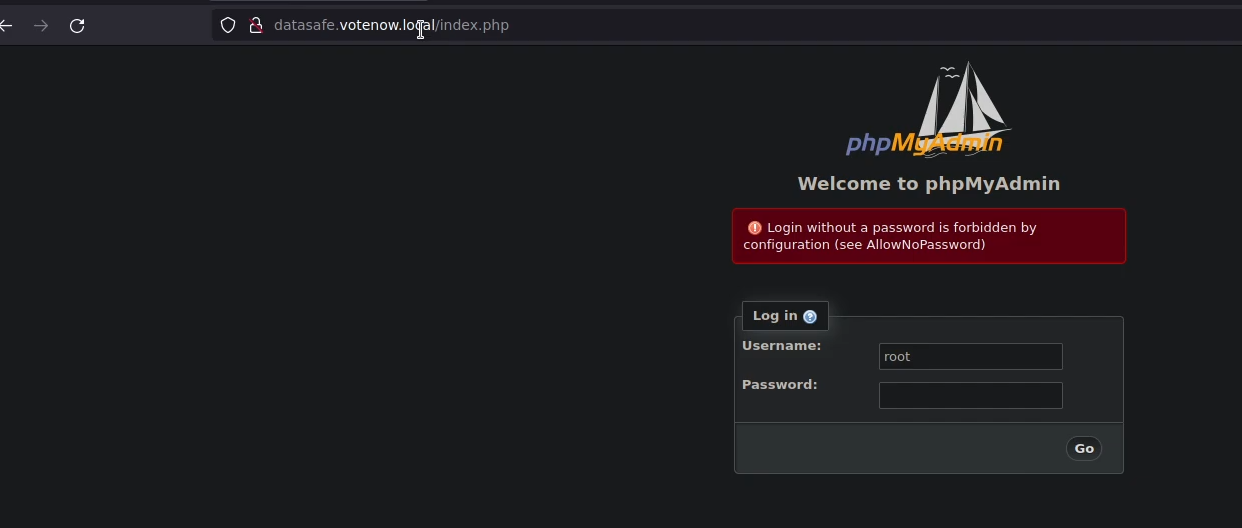 datasafe.votenow.local/index.php
phpMyAdmin
Welcome to phpMyAdmin
Login without a password is forbidden by
configuration (see AllowNoPassword)
Log in
Username:
root
Password:
Go